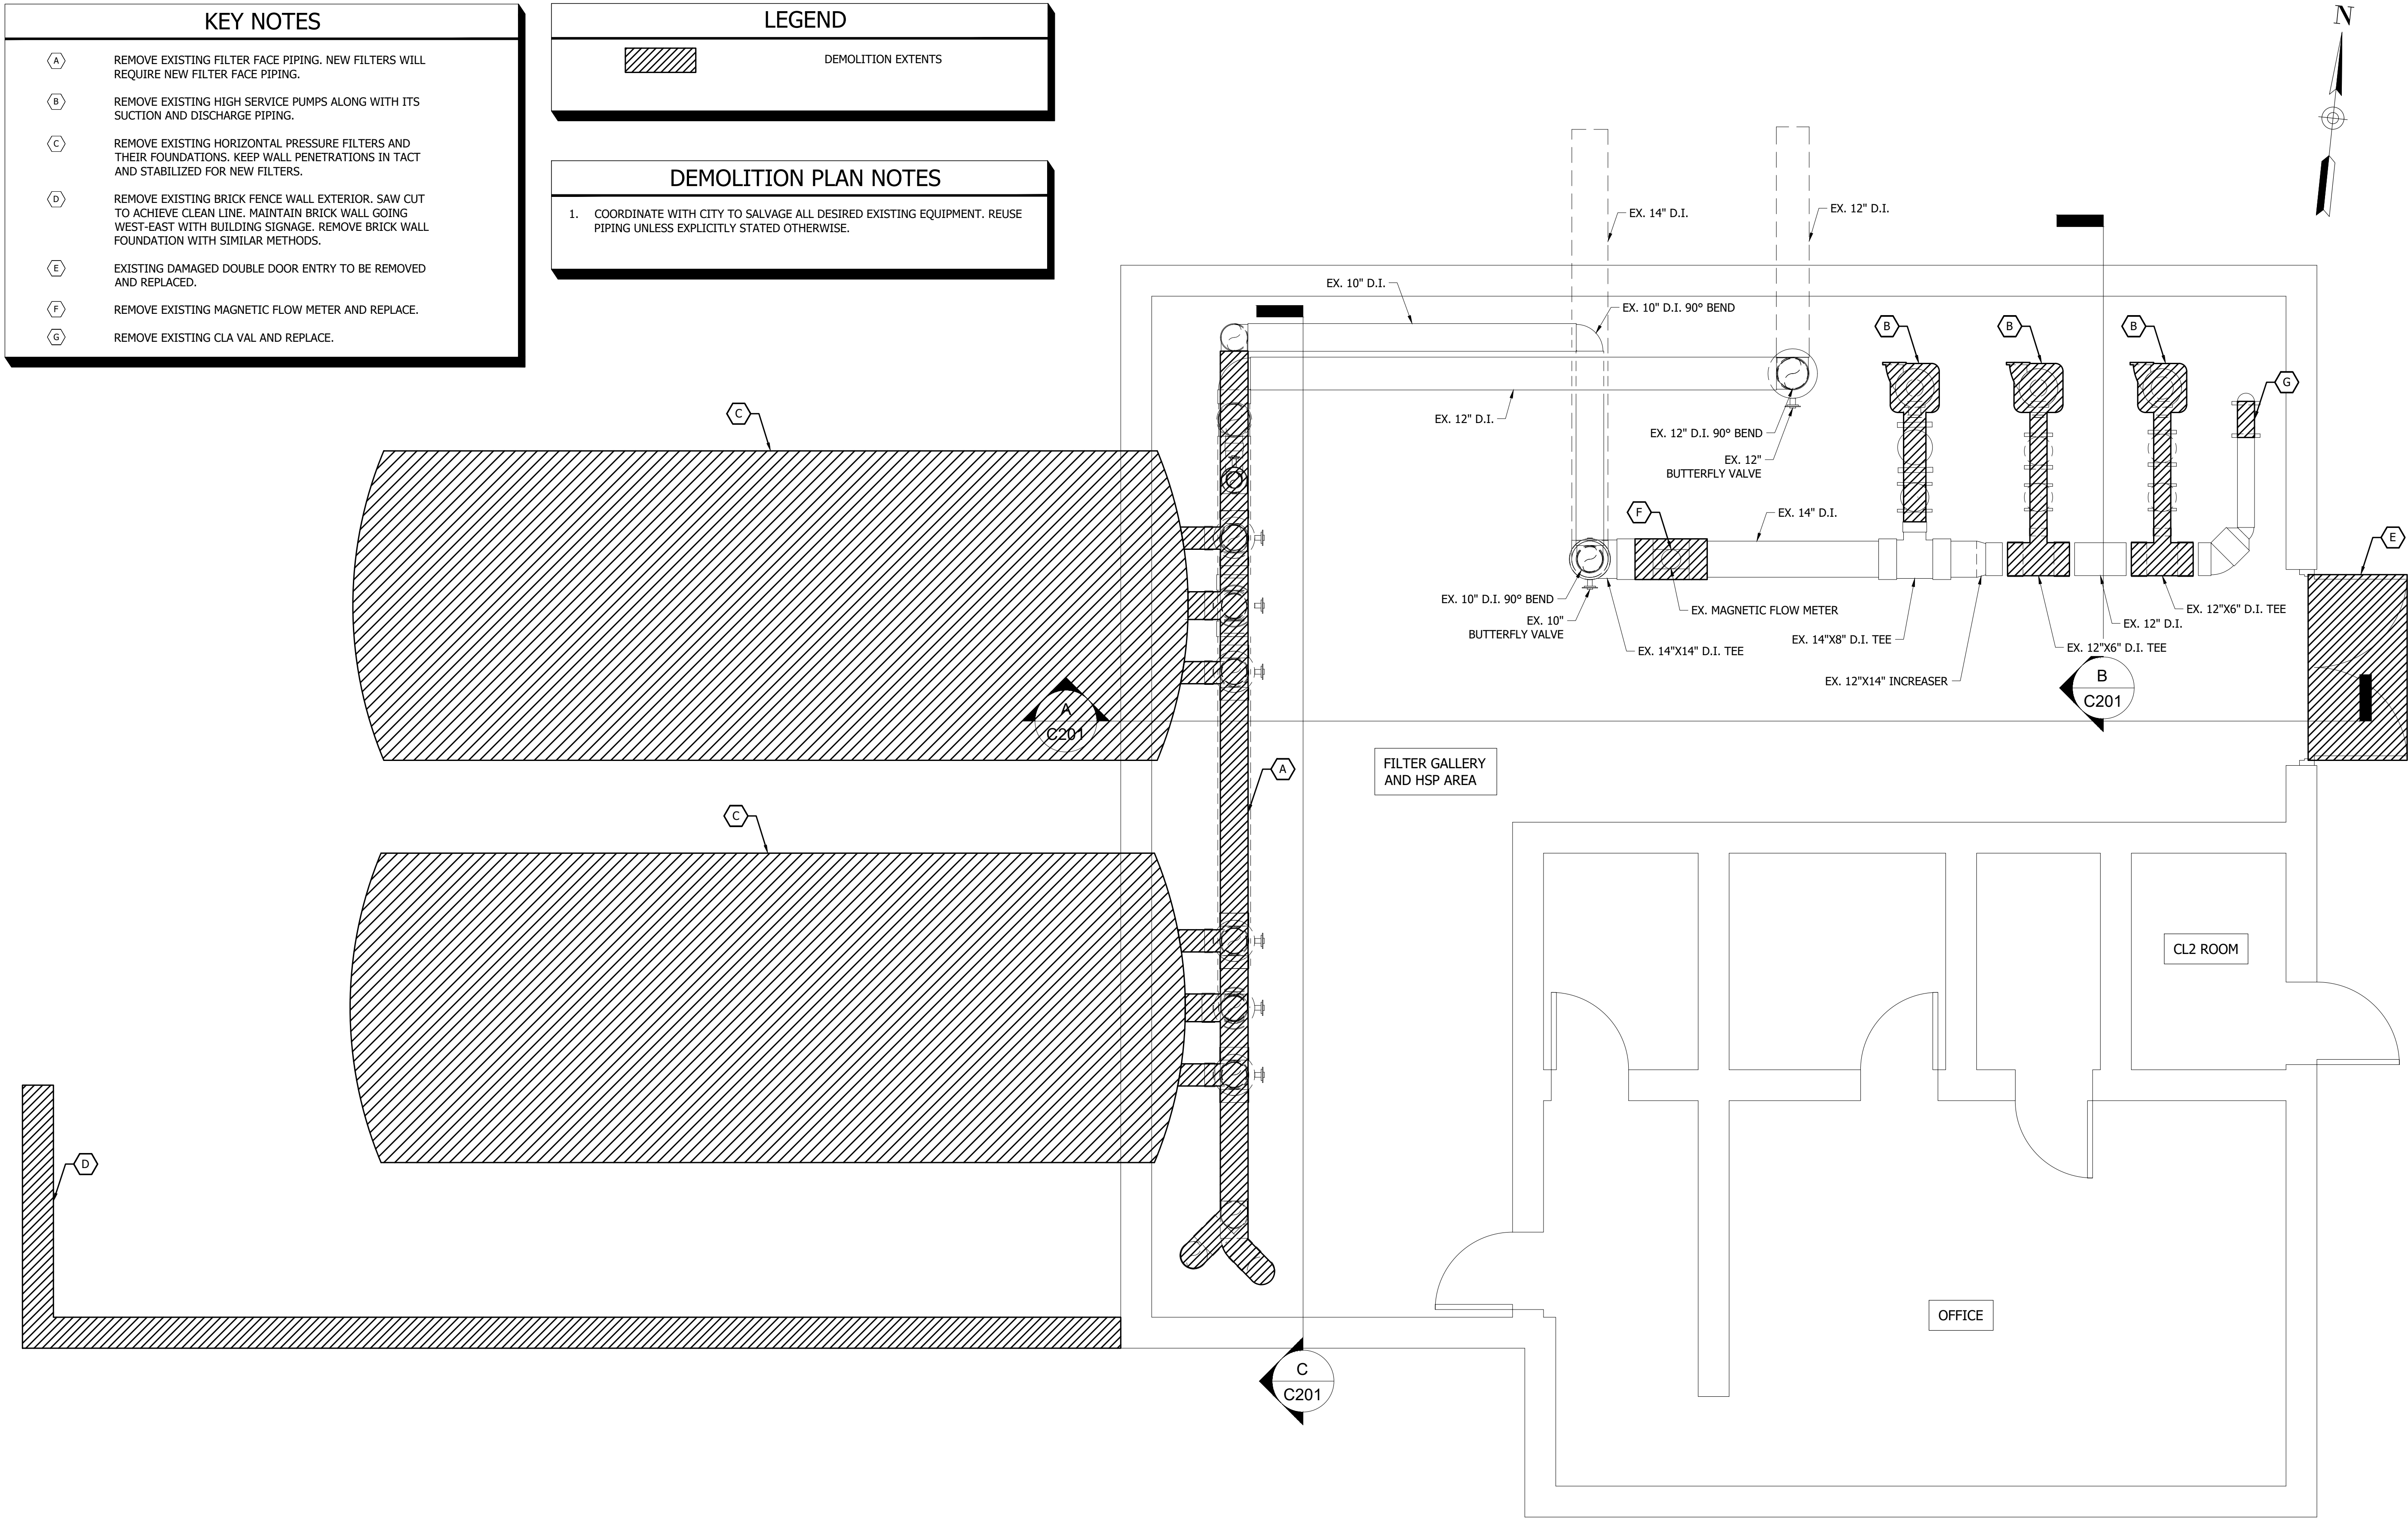 KEY NOTES
A
REMOVE EXISTING FILTER FACE PIPING. NEW FILTERS WILL
REQUIRE NEW FILTER FACE PIPING.
B
REMOVE EXISTING HIGH SERVICE PUMPS ALONG WITH ITS
SUCTION AND DISCHARGE PIPING.
C
REMOVE EXISTING HORIZONTAL PRESSURE FILTERS AND
THEIR FOUNDATIONS. KEEP WALL PENETRATIONS IN TACT
AND STABILIZED FOR NEW FILTERS.
D
REMOVE EXISTING BRICK FENCE WALL EXTERIOR. SAW CUT
TO ACHIEVE CLEAN LINE. MAINTAIN BRICK WALL GOING
WEST-EAST WITH BUILDING SIGNAGE. REMOVE BRICK WALL
FOUNDATION WITH SIMILAR METHODS.
E
EXISTING DAMAGED DOUBLE DOOR ENTRY TO BE REMOVED
AND REPLACED.
F
REMOVE EXISTING MAGNETIC FLOW METER AND REPLACE.
G
REMOVE EXISTING CLA VAL AND REPLACE.
LEGEND
DEMOLITION EXTENTS
DEMOLITION PLAN NOTES
1. COORDINATE WITH CITY TO SALVAGE ALL DESIRED EXISTING EQUIPMENT. REUSE
PIPING UNLESS EXPLICITLY STATED OTHERWISE.
N
EX. 14" D.I.
EX. 12" D.I.
EX. 10" D.I.
EX. 10" D.I. 90° BEND
B
B
B
G
C
EX. 12" D.I.
EX. 12" D.I. 90° BEND
EX. 12"
BUTTERFLY VALVE
F
EX. 14" D.I.
E
EX. 10" D.I. 90° BEND
EX. 10"
BUTTERFLY VALVE
EX. MAGNETIC FLOW METER
EX. 14"X14" D.I. TEE
EX. 14"X8" D.I. TEE
EX. 12"X14" INCREASER
EX. 12"X6" D.I. TEE
EX. 12" D.I.
EX. 12"X6" D.I. TEE
B
C201
A
C201
FILTER GALLERY
AND HSP AREA
A
C
CL2 ROOM
D
OFFICE
C
C201